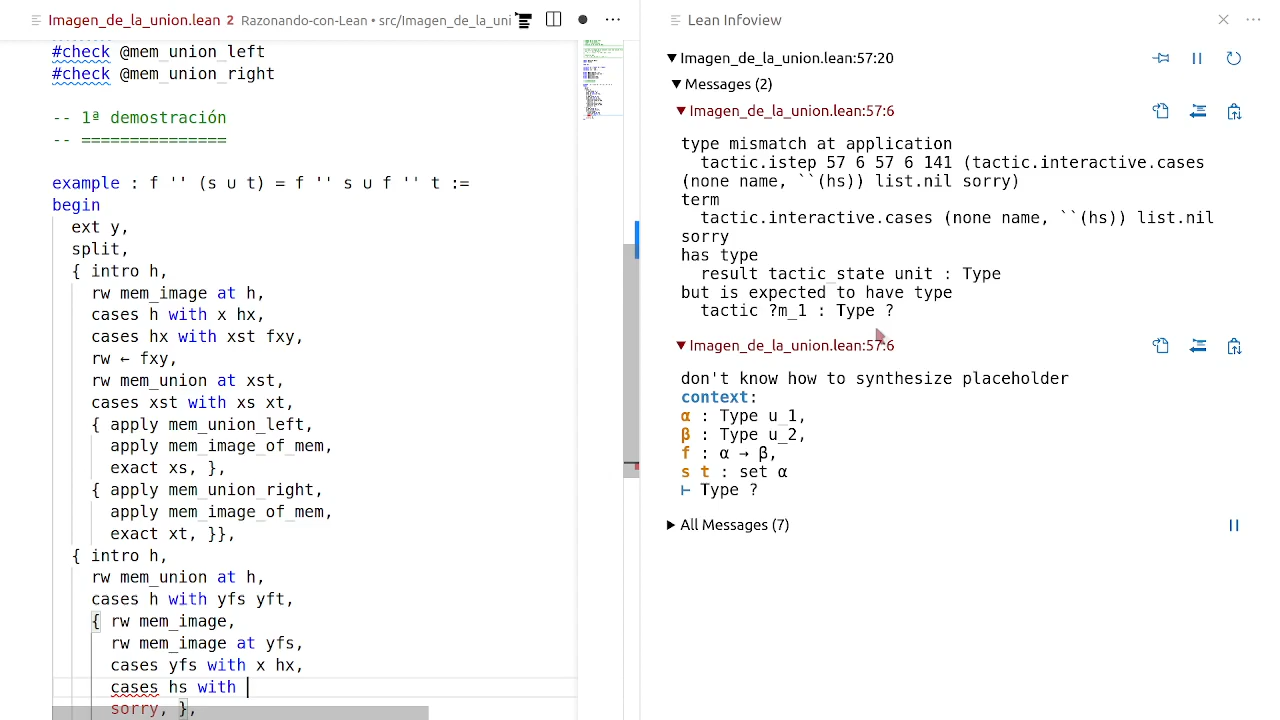 Imagen_de_la_union.lean 2 Razonando-con-Lean • src/Imagen_de_la_uni
#check @mem_union_left
#check @mem_union_right
-- 1ª demostración
-- ===============
example : f '' (s ∪ t) = f '' s ∪ f '' t :=
begin
ext y,
split,
{ intro h,
rw mem_image at h,
cases h with x hx,
cases hx with xst fxy,
rw ← fxy,
rw mem_union at xst,
cases xst with xs xt,
{ apply mem_union_left,
apply mem_image_of_mem,
exact xs, },
{ apply mem_union_right,
apply mem_image_of_mem,
exact xt, }},
{ intro h,
rw mem_union at h,
cases h with yfs yft,
{ rw mem_image,
rw mem_image at yfs,
cases yfs with x hx,
cases hs with
sorry, },
Lean Infoview
Imagen_de_la_union.lean:57:20
Messages (2)
Imagen_de_la_union.lean:57:6
type mismatch at application
tactic.istep 57 6 57 6 141 (tactic.interactive.cases
(none name, ``(hs)) list.nil sorry)
term
tactic.interactive.cases (none name, ``(hs)) list.nil
sorry
has type
result tactic_state unit : Type
but is expected to have type
tactic ?m_1 : Type ?
Imagen_de_la_union.lean:57:6
don't know how to synthesize placeholder
context:
α : Type u_1,
β : Type u_2,
f : α → β,
s t : set α
⊢ Type ?
All Messages (7)